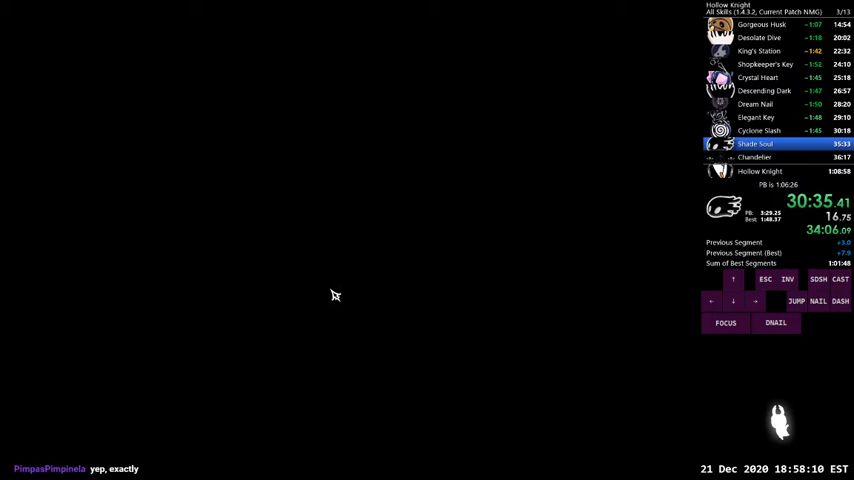 Hollow Knight
All Skills (1.4.3.2, Current Patch NMG) 3/13
Gorgeous Husk −1:07 14:54
Desolate Dive −1:18 20:02
King's Station −1:42 22:32
Shopkeeper's Key −1:52 24:10
Crystal Heart −1:45 25:18
Descending Dark −1:47 26:57
Dream Nail −1:50 28:20
Elegant Key −1:48 29:10
Cyclone Slash −1:45 30:18
Shade Soul 35:33
Chandelier 36:17
Hollow Knight 1:08:58
PB is 1:06:26
30:35.41
PB: 3:29.25 16.75
Best: 1:48.37
34:06.09
Previous Segment +3.0
Previous Segment (Best) +7.9
Sum of Best Segments 1:01:48
↑ ESC INV SDSH CAST
← ↓ → JUMP NAIL DASH
FOCUS DNAIL
PimpasPimpinela yep, exactly
21 Dec 2020 18:58:10 EST